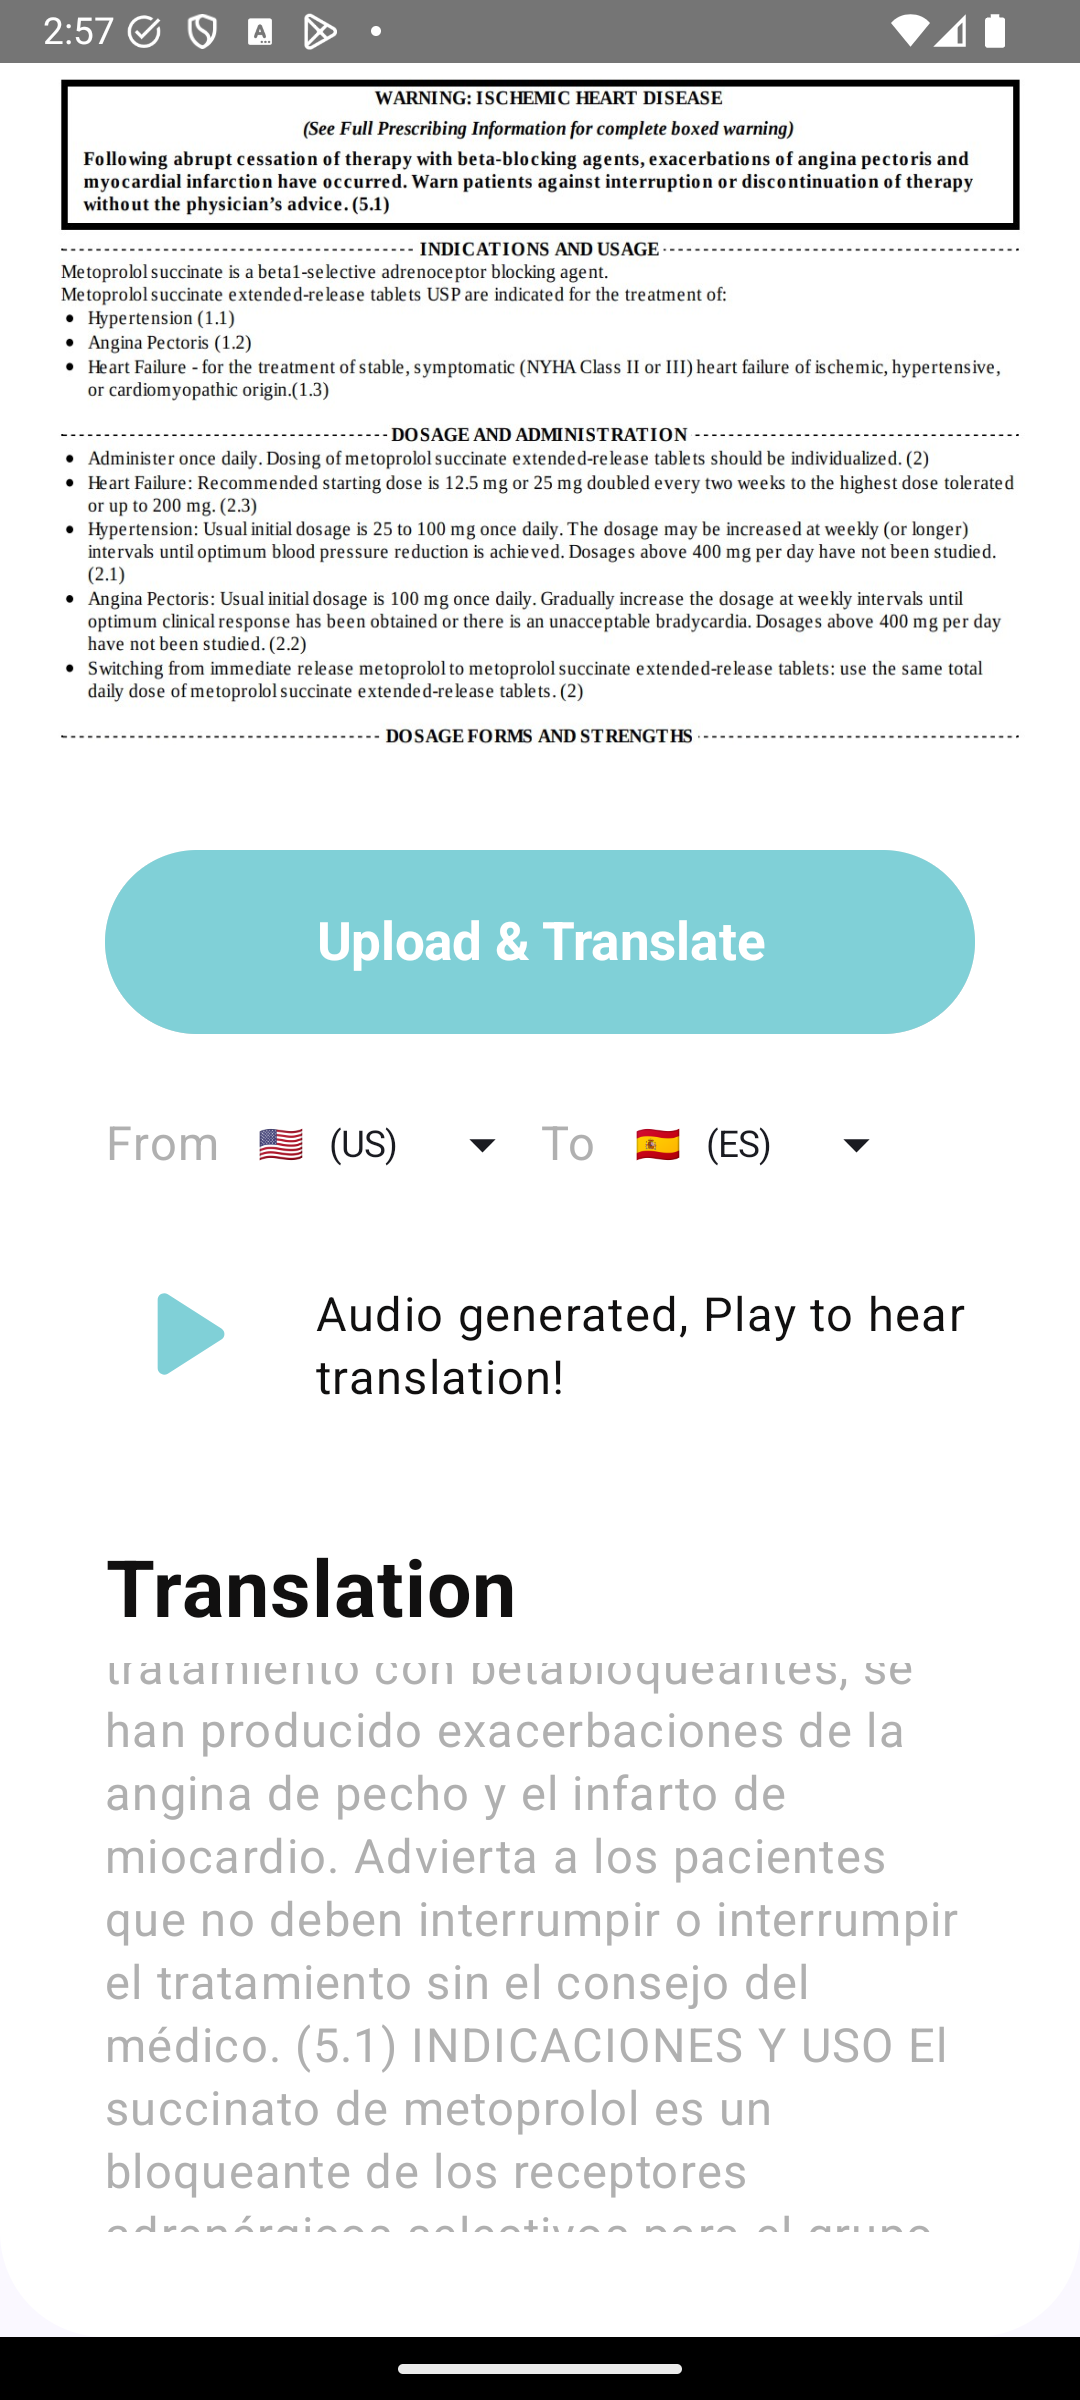 2:57
WARNING: ISCHEMIC HEART DISEASE
(See Full Prescribing Information for complete boxed warning)
Following abrupt cessation of therapy with beta-blocking agents, exacerbations of angina pectoris and
myocardial infarction have occurred. Warn patients against interruption or discontinuation of therapy
without the physician's advice. (5.1)
INDICATIONS AND USAGE
Metoprolol succinate is a beta1-selective adrenoceptor blocking agent.
Metoprolol succinate extended-release tablets USP are indicated for the treatment of:
• Hypertension (1.1)
• Angina Pectoris (1.2)
• Heart Failure - for the treatment of stable, symptomatic (NYHA Class II or III) heart failure of ischemic, hypertensive,
or cardiomyopathic origin.(1.3)
DOSAGE AND ADMINISTRATION
• Administer once daily. Dosing of metoprolol succinate extended-release tablets should be individualized. (2)
• Heart Failure: Recommended starting dose is 12.5 mg or 25 mg doubled every two weeks to the highest dose tolerated
or up to 200 mg. (2.3)
• Hypertension: Usual initial dosage is 25 to 100 mg once daily. The dosage may be increased at weekly (or longer)
intervals until optimum blood pressure reduction is achieved. Dosages above 400 mg per day have not been studied.
(2.1)
• Angina Pectoris: Usual initial dosage is 100 mg once daily. Gradually increase the dosage at weekly intervals until
optimum clinical response has been obtained or there is an unacceptable bradycardia. Dosages above 400 mg per day
have not been studied. (2.2)
• Switching from immediate release metoprolol to metoprolol succinate extended-release tablets: use the same total
daily dose of metoprolol succinate extended-release tablets. (2)
DOSAGE FORMS AND STRENGTHS
Upload & Translate
From (US) To (ES)
Audio generated, Play to hear
translation!
Translation
tratamiento con betabloqueantes, se
han producido exacerbaciones de la
angina de pecho y el infarto de
miocardio. Advierta a los pacientes
que no deben interrumpir o interrumpir
el tratamiento sin el consejo del
médico. (5.1) INDICACIONES Y USO El
succinato de metoprolol es un
bloqueante de los receptores
adrenérgicos selectivos para el grupo